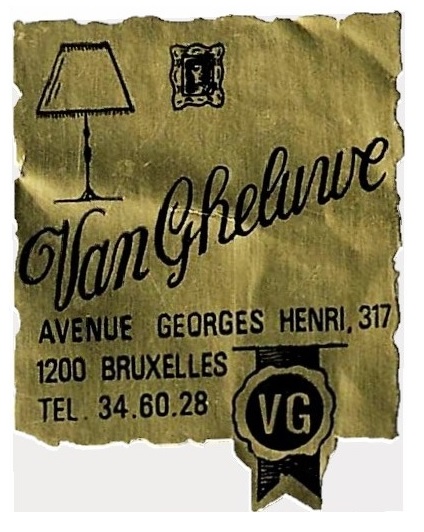 Van Gheluwe
AVENUE GEORGES HENRI, 317
1200 BRUXELLES
TEL. 34.60.28
VG